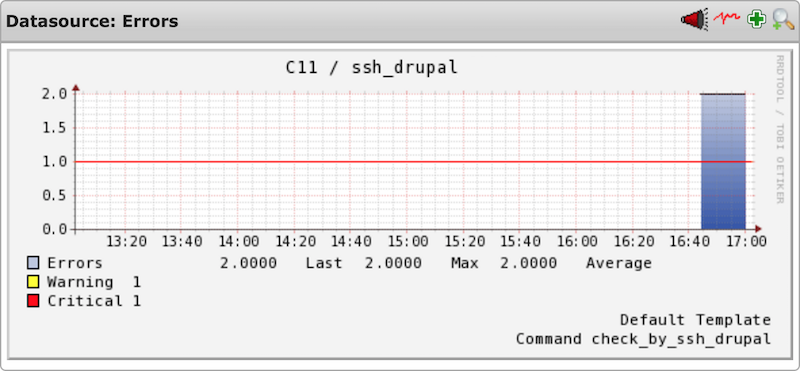 Datasource: Errors
C11 / ssh_drupal
RRDTOOL / TOBI OETIKER
2.0
1.5
1.0
0.5
0.0
13:20 13:40 14:00 14:20 14:40 15:00 15:20 15:40 16:00 16:20 16:40 17:00
Errors 2.0000 Last 2.0000 Max 2.0000 Average
Warning 1
Critical 1
Default Template
Command check_by_ssh_drupal